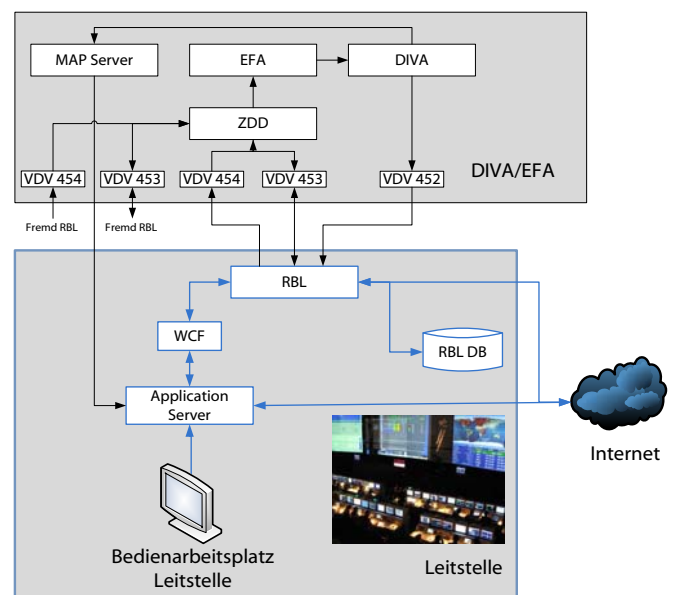 MAP Server
EFA
DIVA
ZDD
DIVA/EFA
VDV 454
VDV 453
VDV 454
VDV 453
VDV 452
Fremd RBL
Fremd RBL
RBL
WCF
RBL DB
Application
Server
Internet
Bedienarbeitsplatz
Leitstelle
Leitstelle